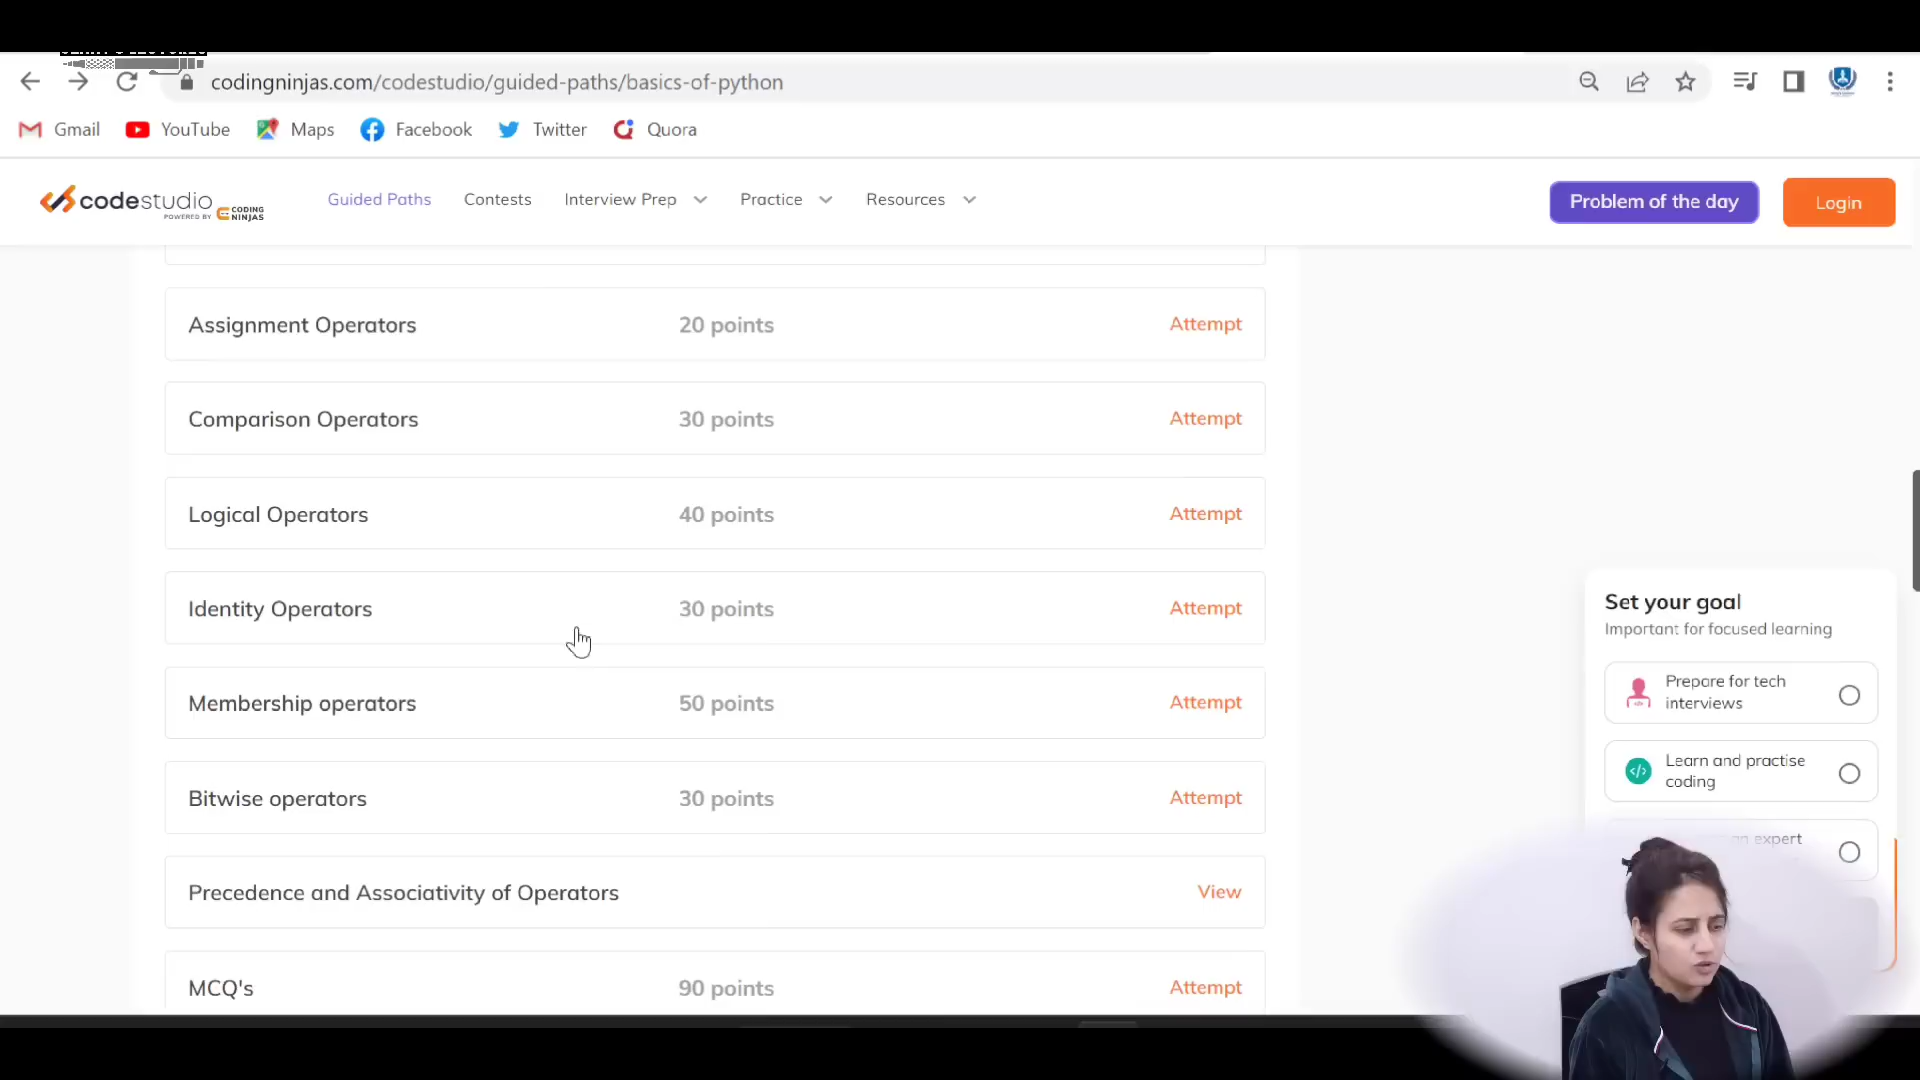 codingninjas.com/codestudio/guided-paths/basics-of-python
Gmail YouTube Maps Facebook Twitter Quora
codestudio
POWERED BY CODING NINJAS
Guided Paths Contests Interview Prep Practice Resources
Problem of the day Login
Assignment Operators 20 points Attempt
Comparison Operators 30 points Attempt
Logical Operators 40 points Attempt
Identity Operators 30 points Attempt
Membership operators 50 points Attempt
Bitwise operators 30 points Attempt
Precedence and Associativity of Operators View
MCQ's 90 points Attempt
Set your goal
Important for focused learning
Prepare for tech
interviews
Learn and practise
coding
expert